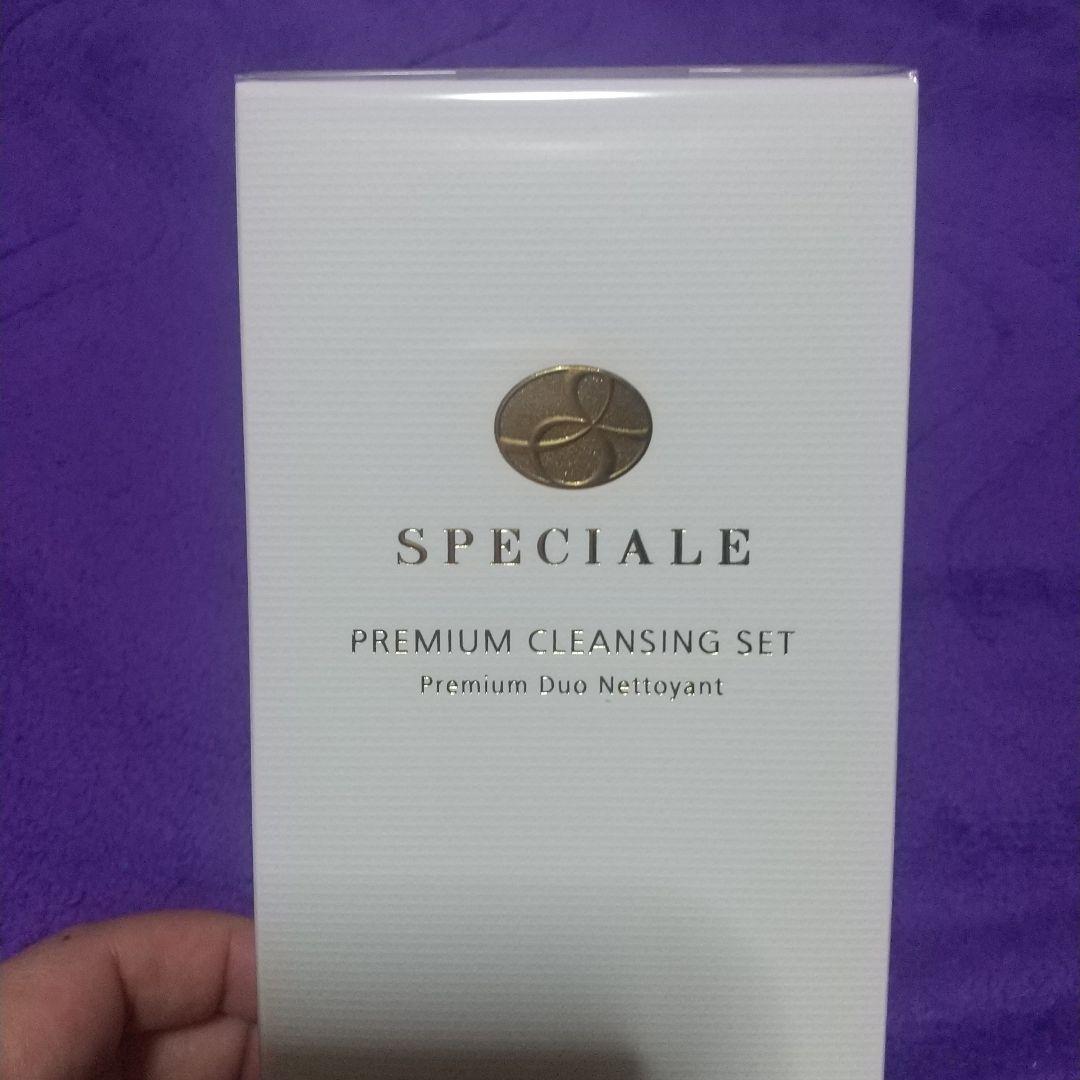 SPECIALE
PREMIUM CLEANSING SET
Premium Duo Nettoyant